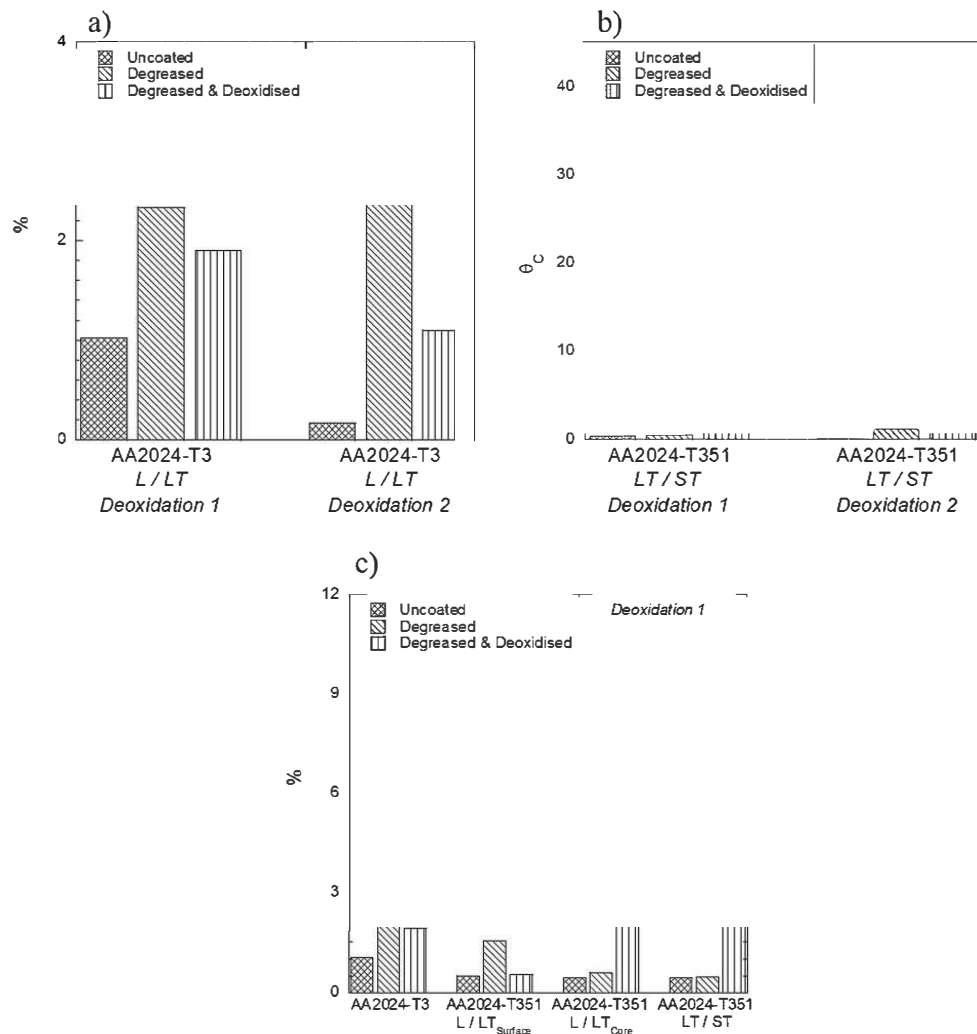 a)
4
Uncoated
Degreased
Degreased & Deoxidised
%
2
0
AA2024-T3
L / LT
Deoxidation 1
AA2024-T3
L / LT
Deoxidation 2
b)
Uncoated
Degreased
Degreased & Deoxidised
40
30
θC
20
10
0
AA2024-T351
LT / ST
Deoxidation 1
AA2024-T351
LT / ST
Deoxidation 2
c)
12
Uncoated
Degreased
Degreased & Deoxidised
Deoxidation 1
9
%
6
3
0
AA2024-T3
AA2024-T351
L / LTSurface
AA2024-T351
L / LTCore
AA2024-T351
LT / ST